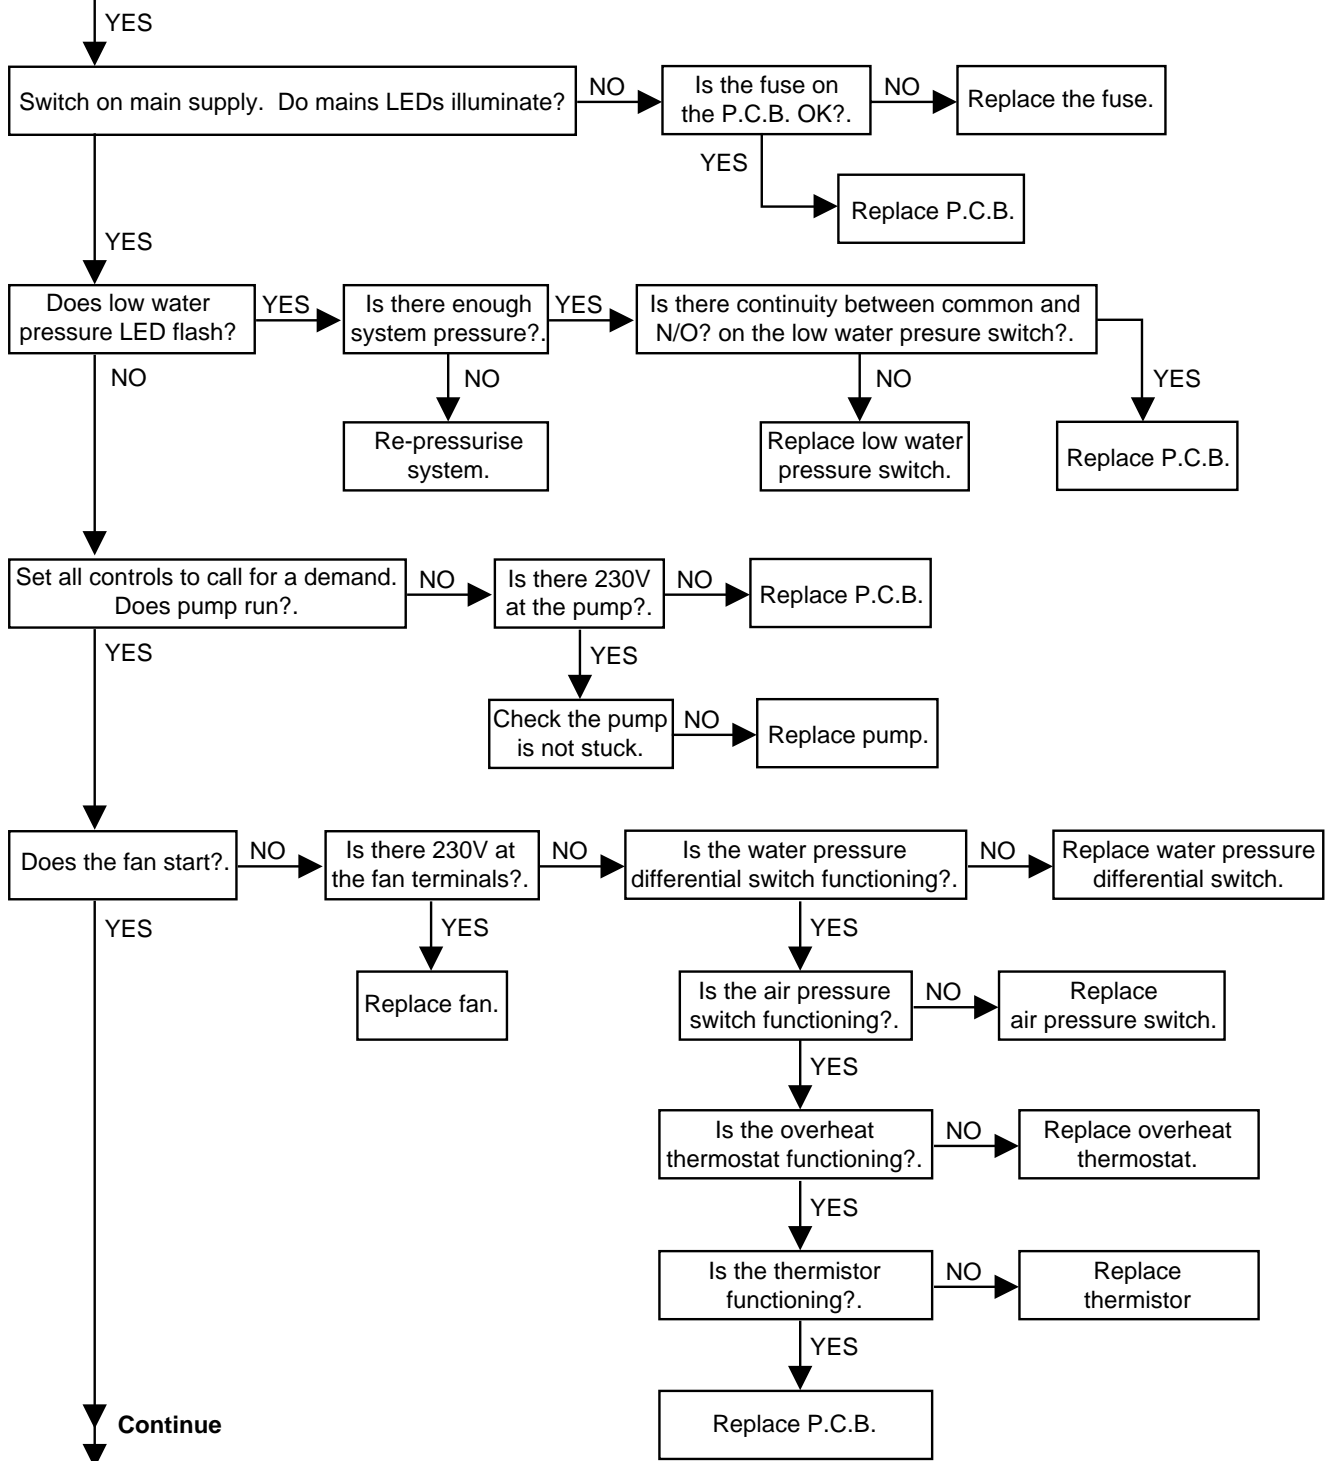 YES
Switch on main supply.  Do mains LEDs illuminate?
NO
Is the fuse on
the P.C.B. OK?.
NO
Replace the fuse.
YES
Replace P.C.B.
YES
Does low water
pressure LED flash?
YES
Is there enough
system pressure?.
YES
Is there continuity between common and
N/O? on the low water presure switch?.
NO
NO
NO
YES
Re-pressurise
system.
Replace low water
pressure switch.
Replace P.C.B.
Set all controls to call for a demand.
Does pump run?.
NO
Is there 230V
at the pump?.
NO
Replace P.C.B.
YES
YES
Check the pump
is not stuck.
NO
Replace pump.
Does the fan start?.
NO
Is there 230V at
the fan terminals?.
NO
Is the water pressure
differential switch functioning?.
NO
Replace water pressure
differential switch.
YES
YES
YES
Replace fan.
Is the air pressure
switch functioning?.
NO
Replace
air pressure switch.
YES
Is the overheat
thermostat functioning?.
NO
Replace overheat
thermostat.
YES
Is the thermistor
functioning?.
NO
Replace
thermistor
YES
Replace P.C.B.
Continue